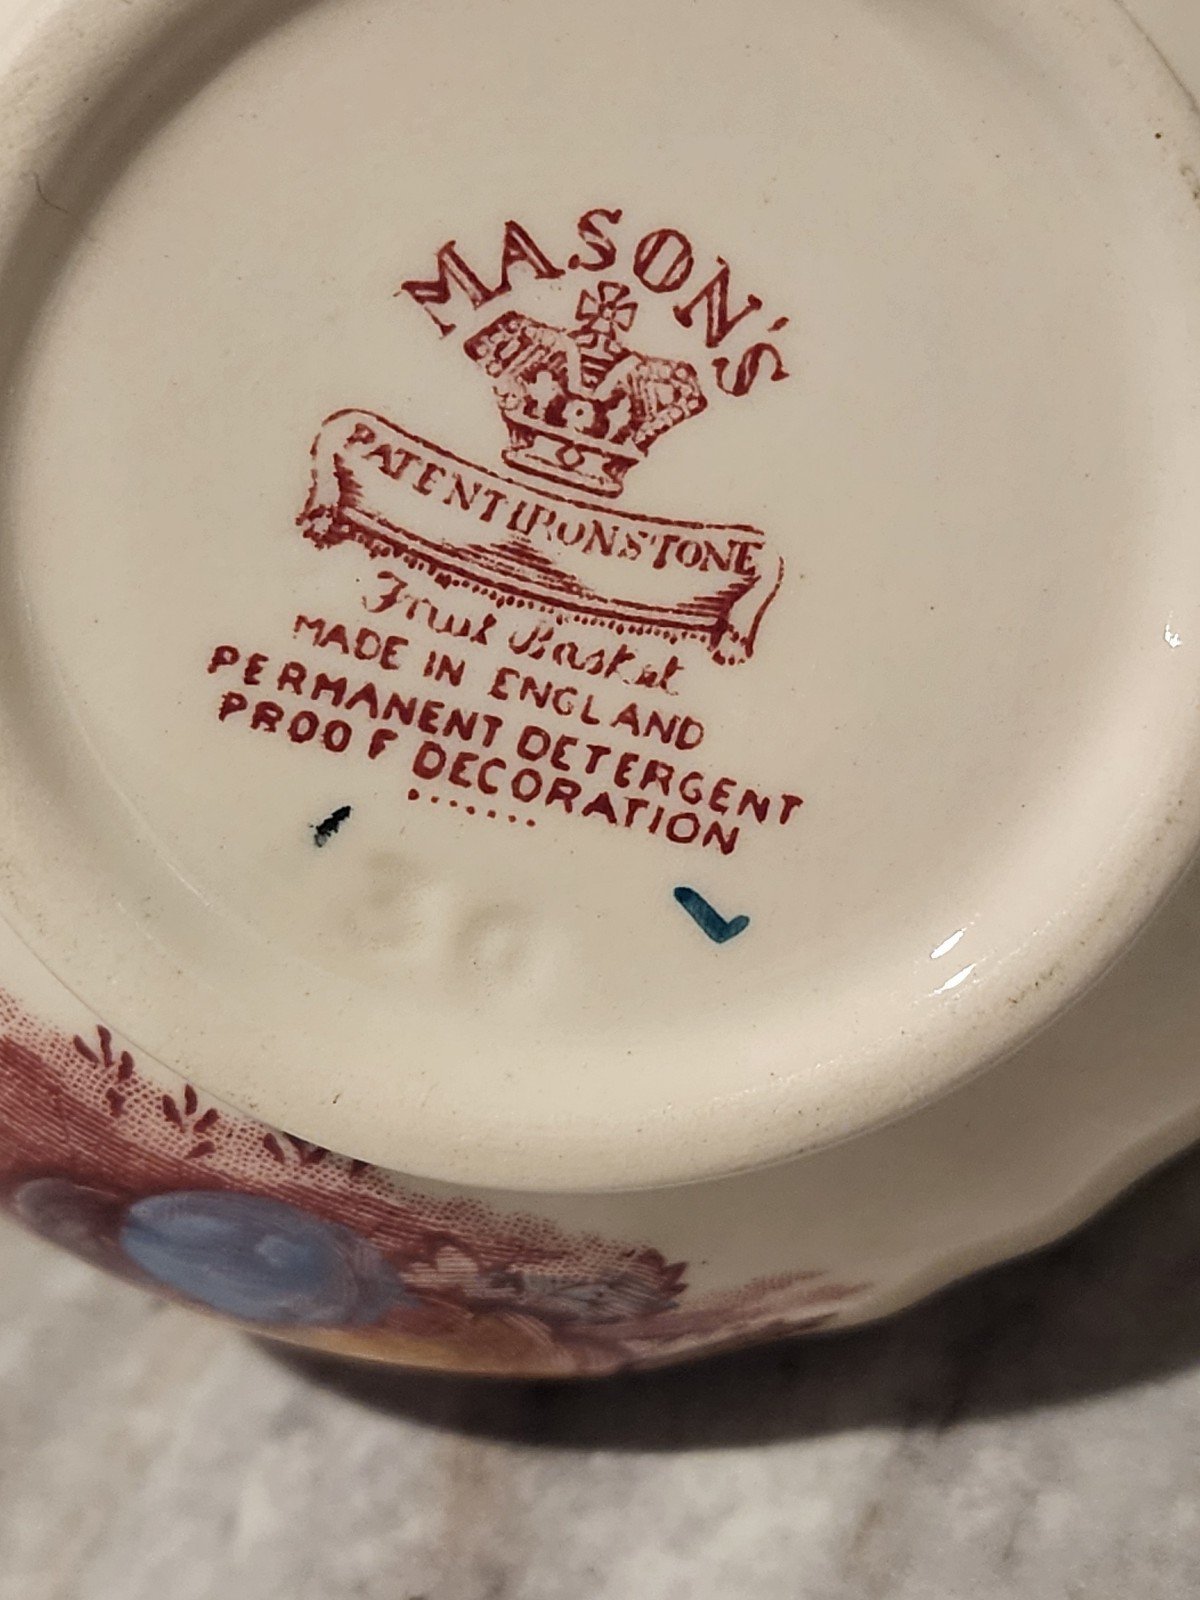 MASON'S
PATENT IRONSTONE
Fruit Basket
MADE IN ENGLAND
PERMANENT DETERGENT
PROOF DECORATION